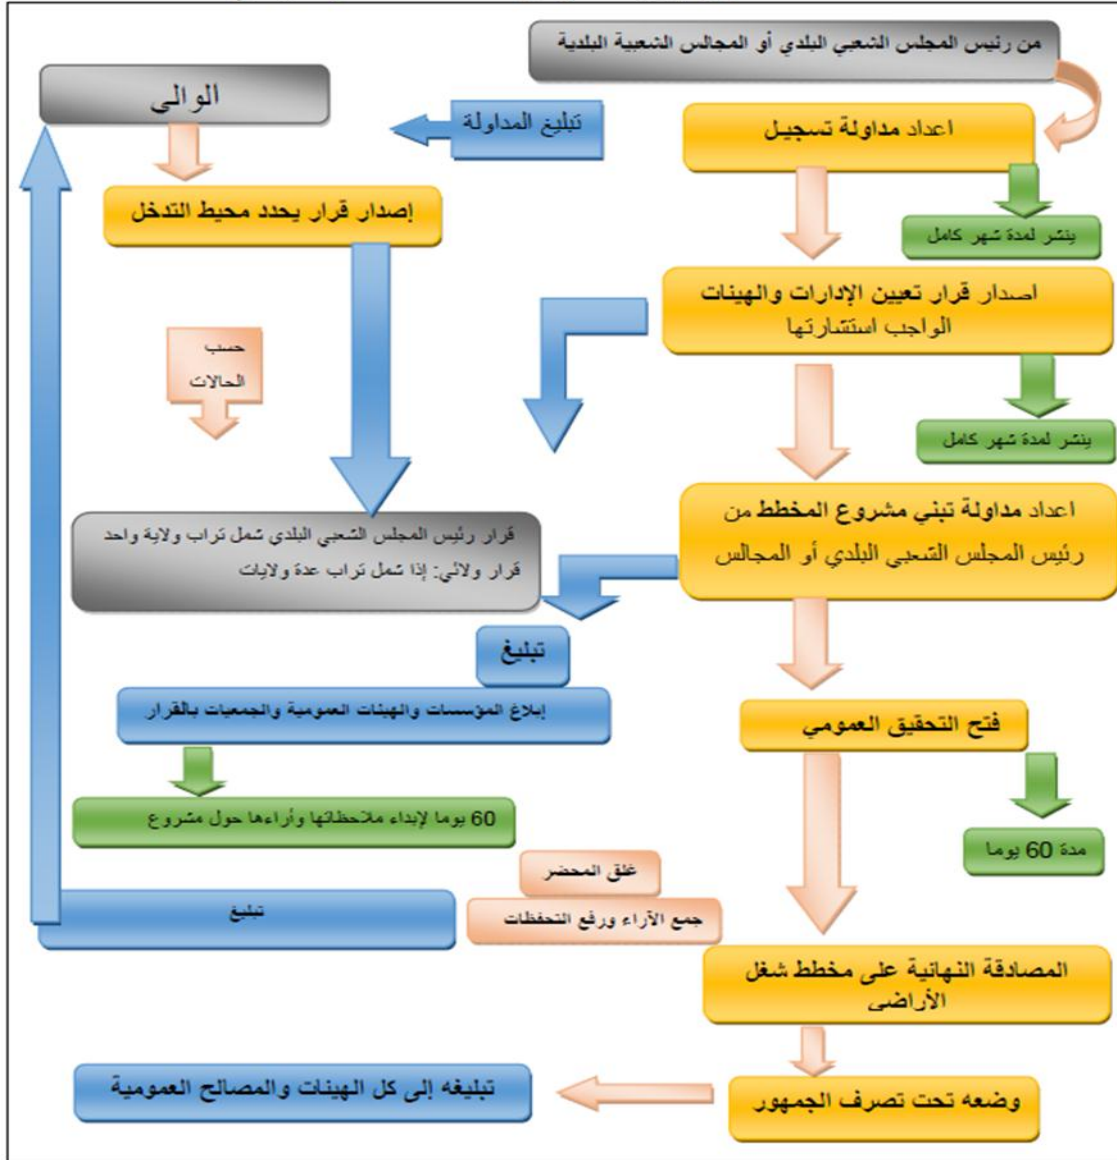 من رئيس المجلس الشعبي البلدي أو المجالس الشعبية البلدية
الوالي
تبليغ المداولة
اعداد مداولة تسجيل
إصدار قرار يحدد محيط التدخل
ينشر لمدة شهر كامل
اصدار قرار تعيين الإدارات والهيئات
الواجب استشارتها
حسب
الحالات
ينشر لمدة شهر كامل
اعداد مداولة تبني مشروع المخطط من
رئيس المجلس الشعبي البلدي أو المجالس
قرار رئيس المجلس الشعبي البلدي شمل تراب ولاية واحد
قرار ولائي: إذا شمل تراب عدة ولايات
تبليغ
إبلاغ المؤسسات والهيئات العمومية والجمعيات بالقرار
فتح التحقيق العمومي
60 يوما لإبداء ملاحظاتها وأراءها حول مشروع
مدة 60 يوما
غلق المحضر
جمع الآراء ورفع التحفظات
تبليغ
المصادقة النهائية على مخطط شغل
الأراضي
وضعه تحت تصرف الجمهور
تبليغه إلى كل الهيئات والمصالح العمومية